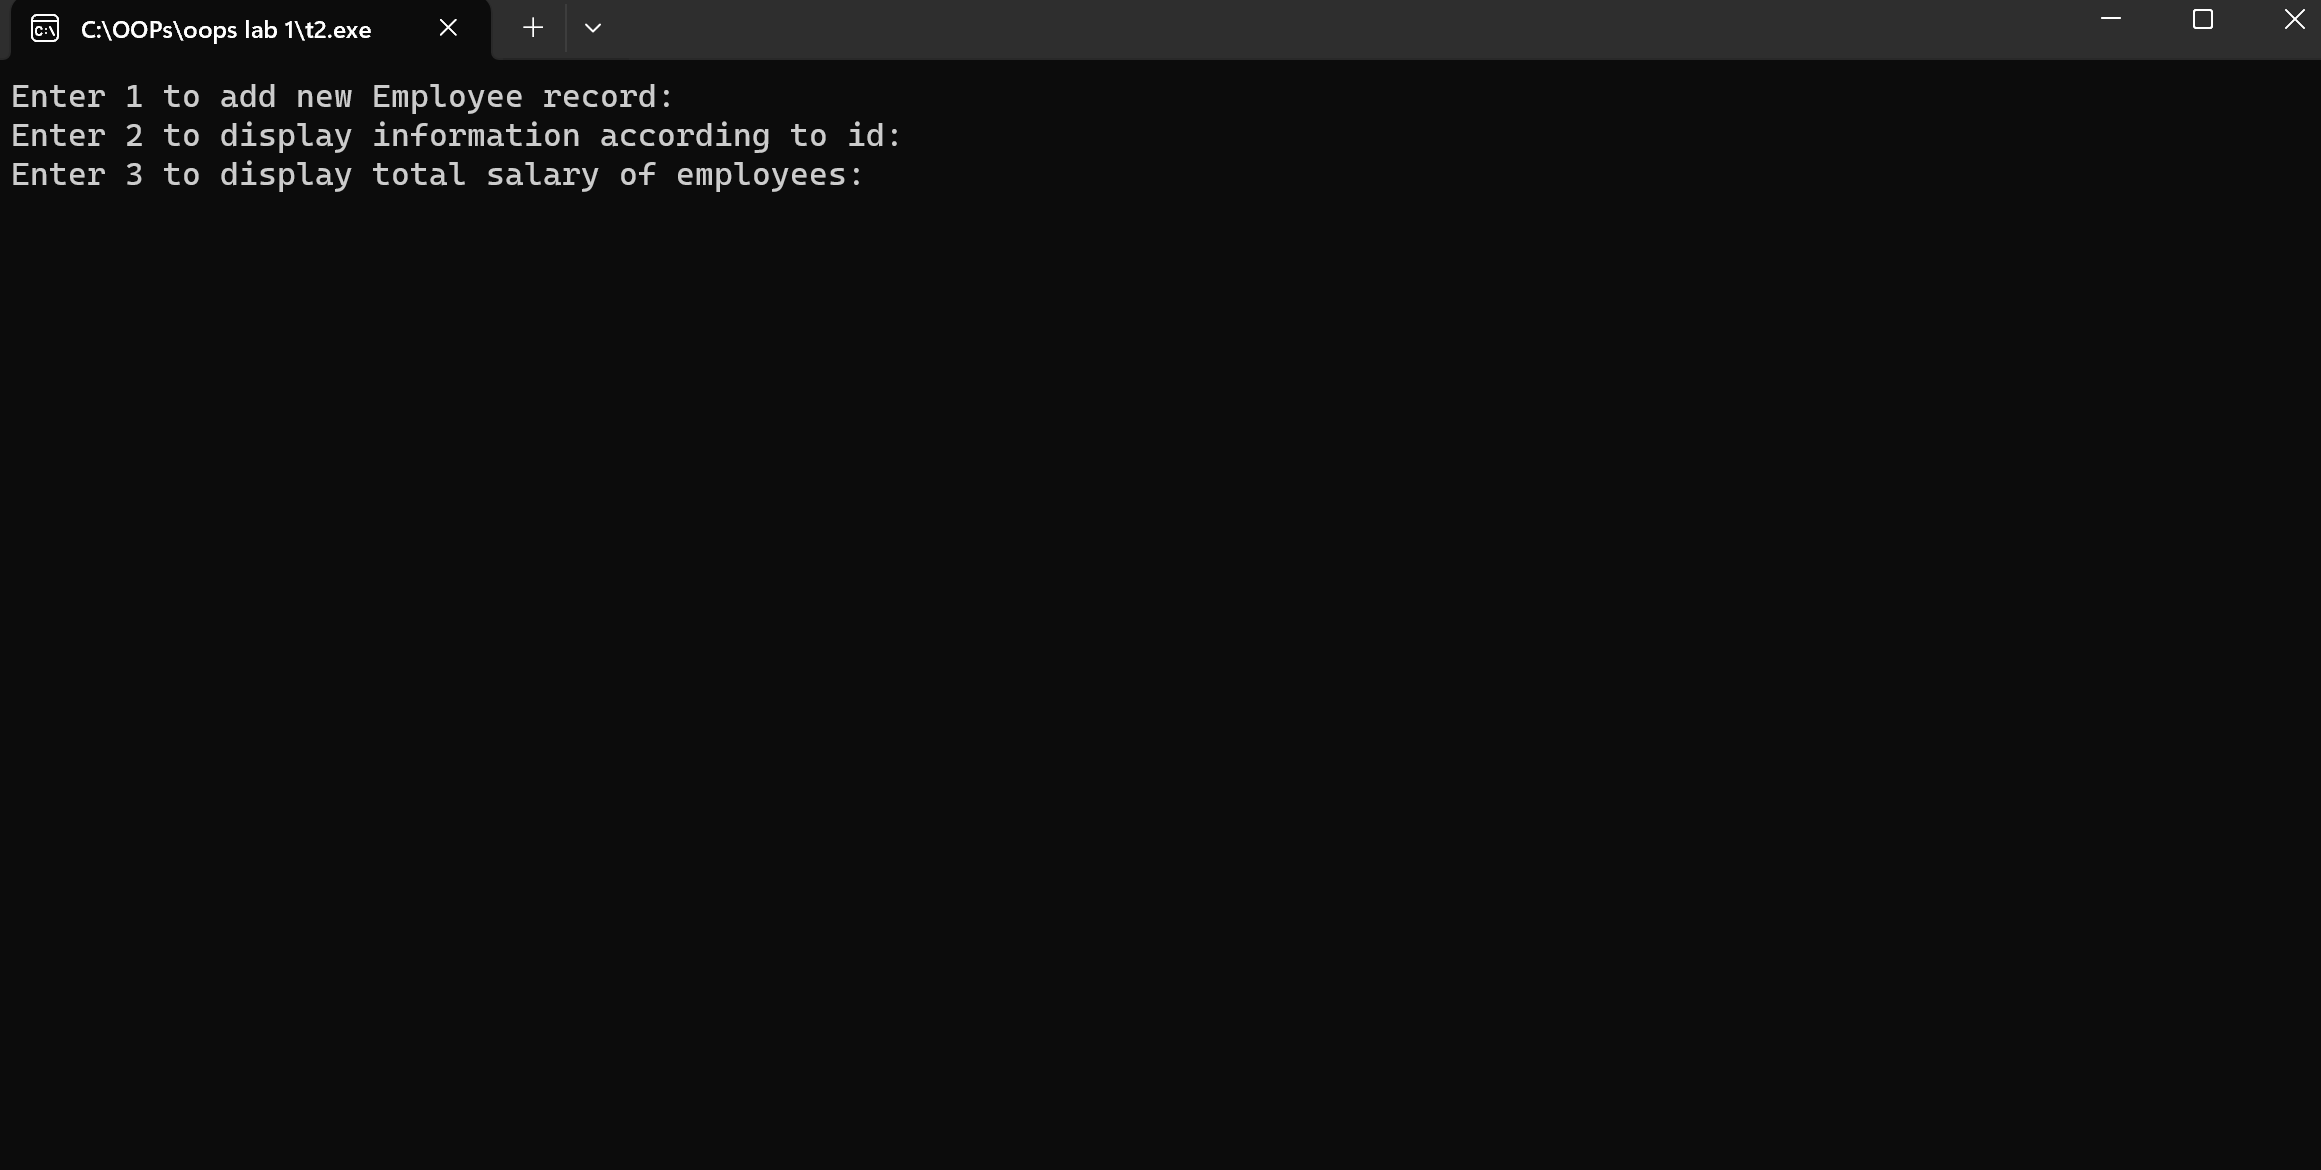 C:\OOPs\oops lab 1\t2.exe
Enter 1 to add new Employee record:
Enter 2 to display information according to id:
Enter 3 to display total salary of employees: